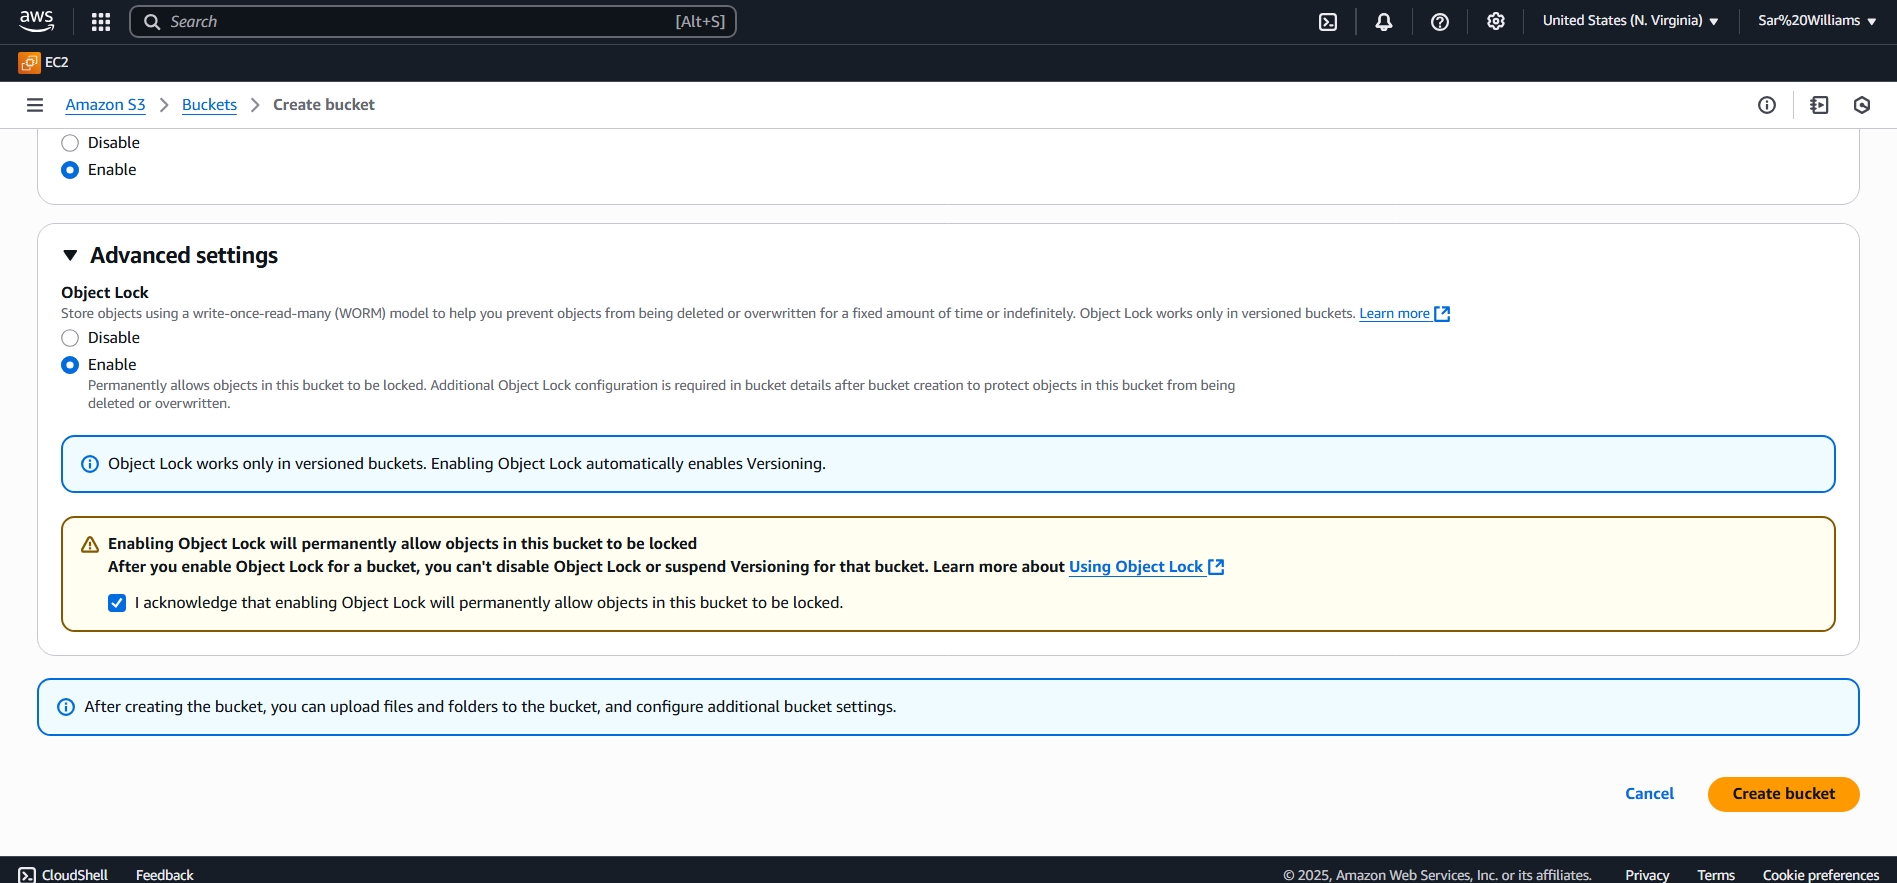 aws
Search [Alt+S]
United States (N. Virginia)
Sar%20Williams
EC2
Amazon S3 > Buckets > Create bucket
Disable
Enable
Advanced settings
Object Lock
Store objects using a write-once-read-many (WORM) model to help you prevent objects from being deleted or overwritten for a fixed amount of time or indefinitely. Object Lock works only in versioned buckets. Learn more
Disable
Enable
Permanently allows objects in this bucket to be locked. Additional Object Lock configuration is required in bucket details after bucket creation to protect objects in this bucket from being
deleted or overwritten.
Object Lock works only in versioned buckets. Enabling Object Lock automatically enables Versioning.
Enabling Object Lock will permanently allow objects in this bucket to be locked
After you enable Object Lock for a bucket, you can't disable Object Lock or suspend Versioning for that bucket. Learn more about Using Object Lock
I acknowledge that enabling Object Lock will permanently allow objects in this bucket to be locked.
After creating the bucket, you can upload files and folders to the bucket, and configure additional bucket settings.
Cancel
Create bucket
CloudShell Feedback © 2025, Amazon Web Services, Inc. or its affiliates. Privacy Terms Cookie preferences